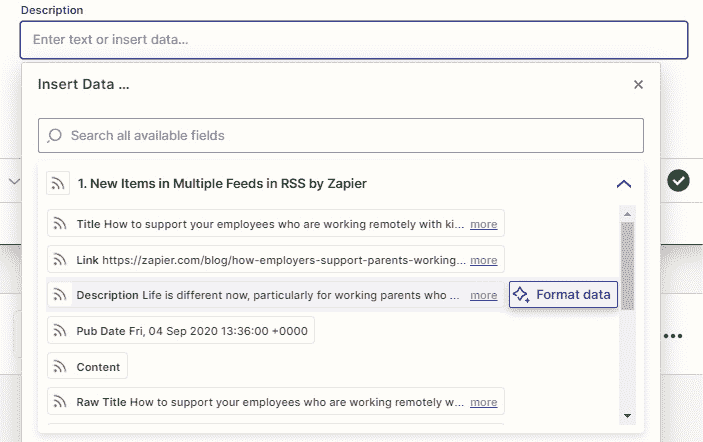 Description
Enter text or insert data...
Insert Data ...
Search all available fields
1. New Items in Multiple Feeds in RSS by Zapier
Title How to support your employees who are working remotely with ki... more
Link https://zapier.com/blog/how-employers-support-parents-working... more
Description Life is different now, particularly for working parents who ... more Format data
Pub Date Fri, 04 Sep 2020 13:36:00 +0000
Content
Raw Title How to support your employees who are working remotely w... more